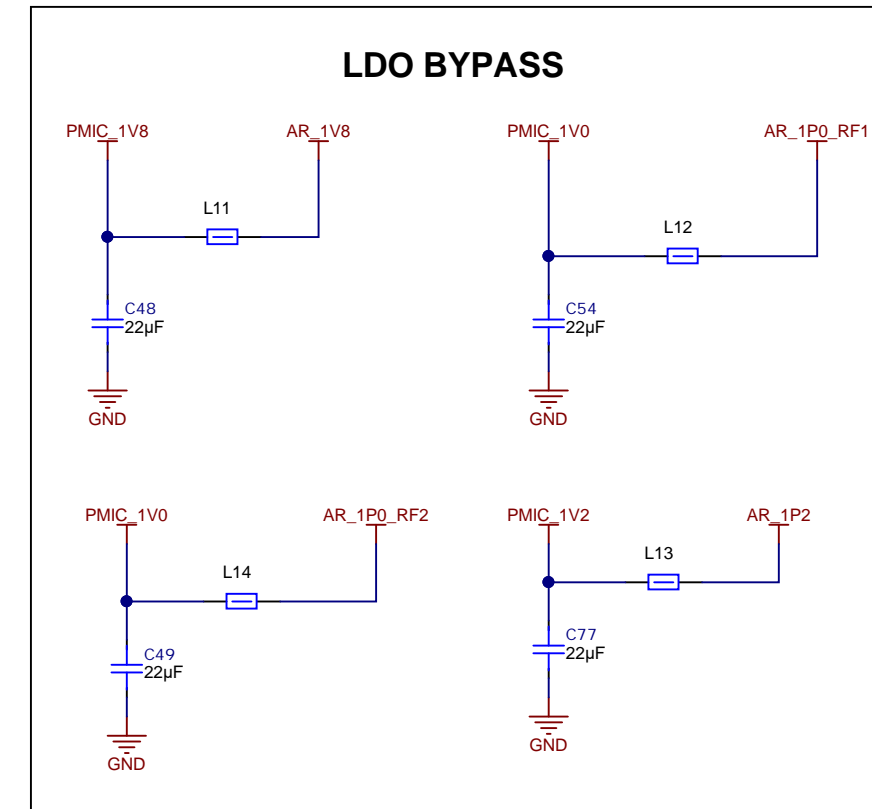 LDO BYPASS
PMIC_1V8
AR_1V8
L11
C48
22µF
GND
PMIC_1V0
AR_1P0_RF1
L12
C54
22µF
GND
PMIC_1V0
AR_1P0_RF2
L14
C49
22µF
GND
PMIC_1V2
AR_1P2
L13
C77
22µF
GND